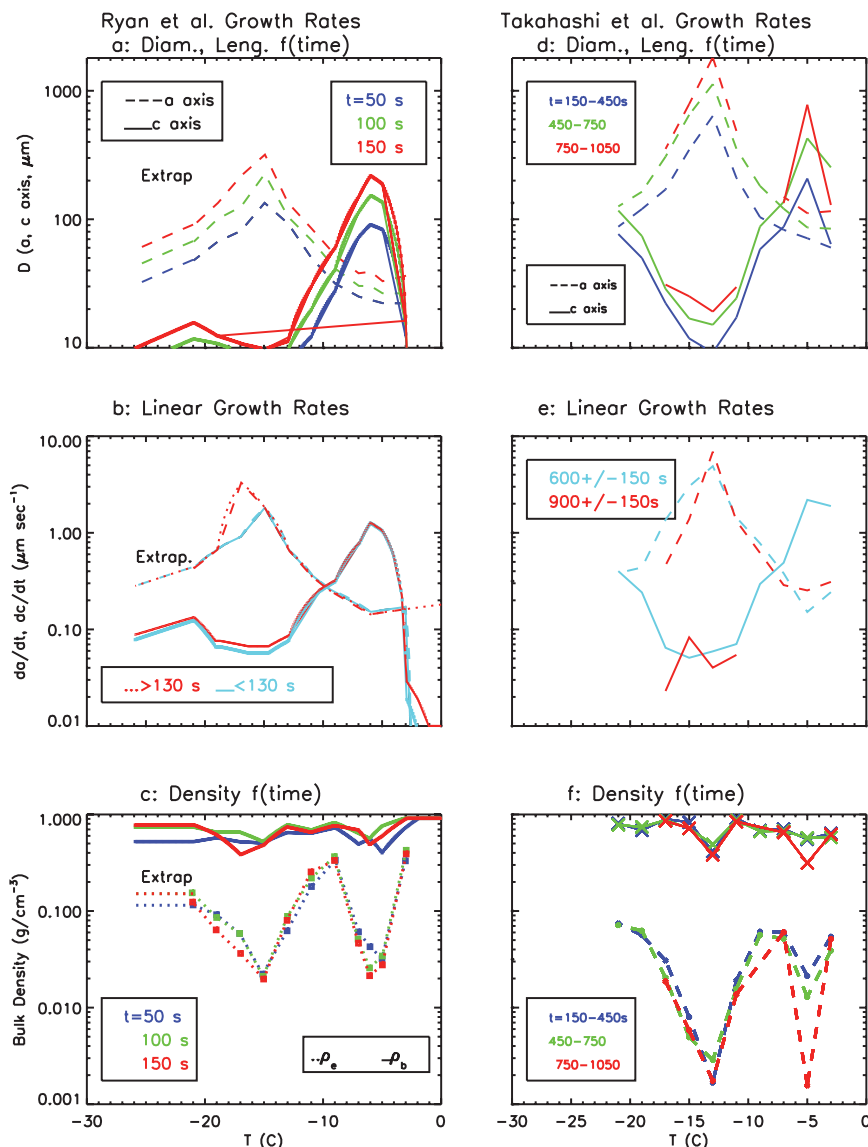 Ryan et al. Growth Rates
a: Diam., Leng. f(time)
1000
100
10
D (a, c axis, μm)
a axis
c axis
t=50 s
100 s
150 s
Extrap
Takahashi et al. Growth Rates
d: Diam., Leng. f(time)
t=150-450s
450-750
750-1050
a axis
c axis
b: Linear Growth Rates
10.00
1.00
0.10
0.01
da/dt, dc/dt (μm sec⁻¹)
Extrap.
...>130 s __<130 s
e: Linear Growth Rates
600+/-150 s
900+/-150s
c: Density f(time)
1.000
0.100
0.010
0.001
Bulk Density (g/cm⁻³)
Extrap
t=50 s
100 s
150 s
..ρe _ρb
-30 -20 -10 0
T (C)
f: Density f(time)
t=150-450s
450-750
750-1050
-30 -25 -20 -15 -10 -5 0
T (C)